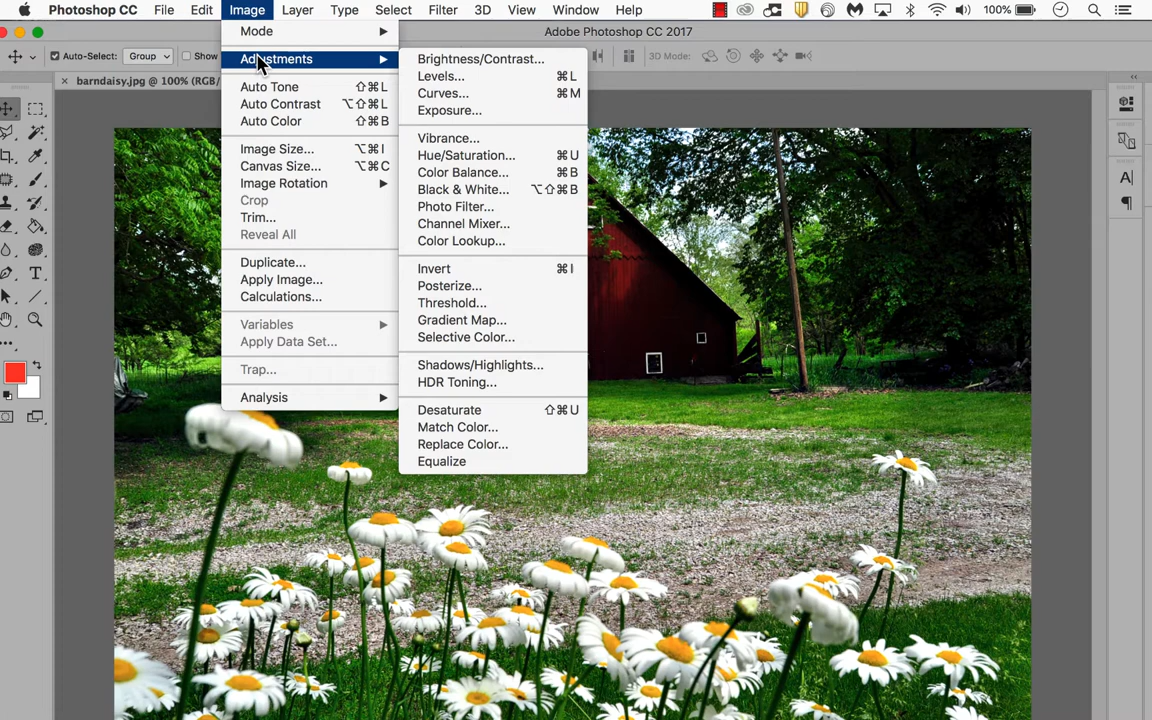 Photoshop CC File Edit Image Layer Type Select Filter 3D View Window Help 100%
Adobe Photoshop CC 2017
Auto-Select: Group Show 3D Mode:
× barndaisy.jpg @ 100% (RGB/
Mode
Adjustments
Auto Tone ⇧⌘L
Auto Contrast ⌥⇧⌘L
Auto Color ⇧⌘B
Image Size... ⌥⌘I
Canvas Size... ⌥⌘C
Image Rotation
Crop
Trim...
Reveal All
Duplicate...
Apply Image...
Calculations...
Variables
Apply Data Set...
Trap...
Analysis
Brightness/Contrast...
Levels... ⌘L
Curves... ⌘M
Exposure...
Vibrance...
Hue/Saturation... ⌘U
Color Balance... ⌘B
Black & White... ⌥⇧⌘B
Photo Filter...
Channel Mixer...
Color Lookup...
Invert ⌘I
Posterize...
Threshold...
Gradient Map...
Selective Color...
Shadows/Highlights...
HDR Toning...
Desaturate ⇧⌘U
Match Color...
Replace Color...
Equalize